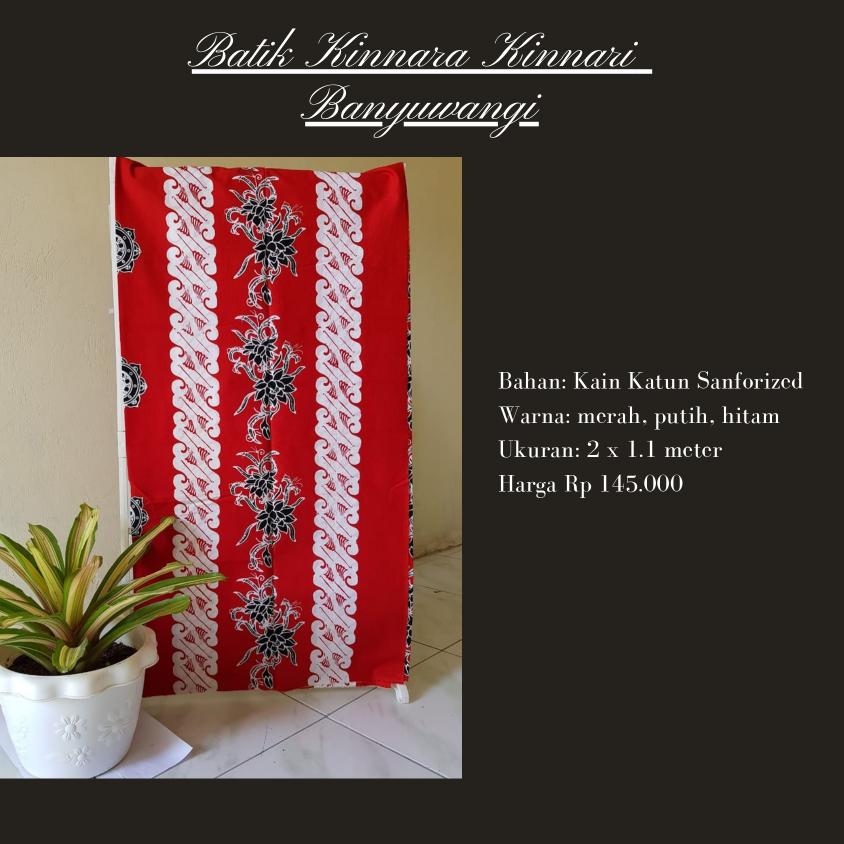 Batik Kinnara Kinnari
Banyuwangi
Bahan: Kain Katun Sanforized
Warna: merah, putih, hitam
Ukuran: 2 x 1.1 meter
Harga Rp 145.000